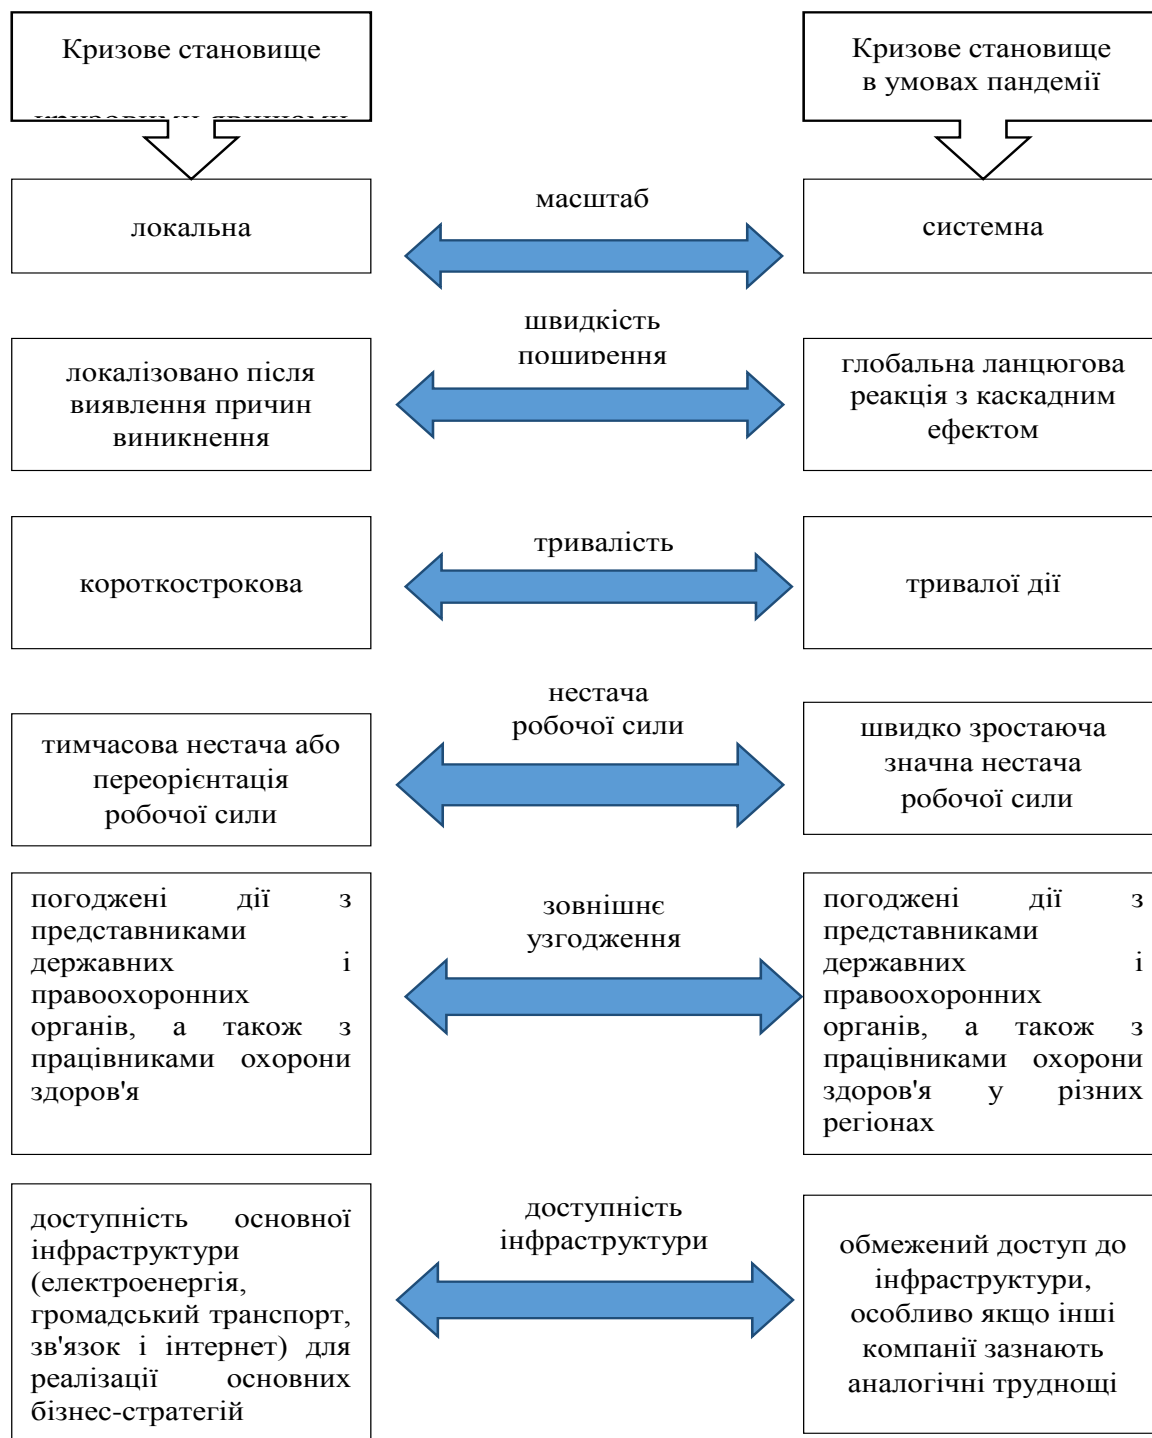 Кризове становище
Кризове становище
в умовах пандемії
локальна
масштаб
системна
локалізовано після
виявлення причин
виникнення
швидкість
поширення
глобальна ланцюгова
реакція з каскадним
ефектом
короткострокова
тривалість
тривалої дії
тимчасова нестача або
переорієнтація
робочої сили
нестача
робочої сили
швидко зростаюча
значна нестача
робочої сили
погоджені дії з
представниками
державних і
правоохоронних
органів, а також з
працівниками охорони
здоров'я
зовнішнє
узгодження
погоджені дії з
представниками
державних і
правоохоронних
органів, а також з
працівниками охорони
здоров'я у різних
регіонах
доступність основної
інфраструктури
(електроенергія,
громадський транспорт,
зв'язок і інтернет) для
реалізації основних
бізнес-стратегій
доступність
інфраструктури
обмежений доступ до
інфраструктури,
особливо якщо інші
компанії зазнають
аналогічні труднощі